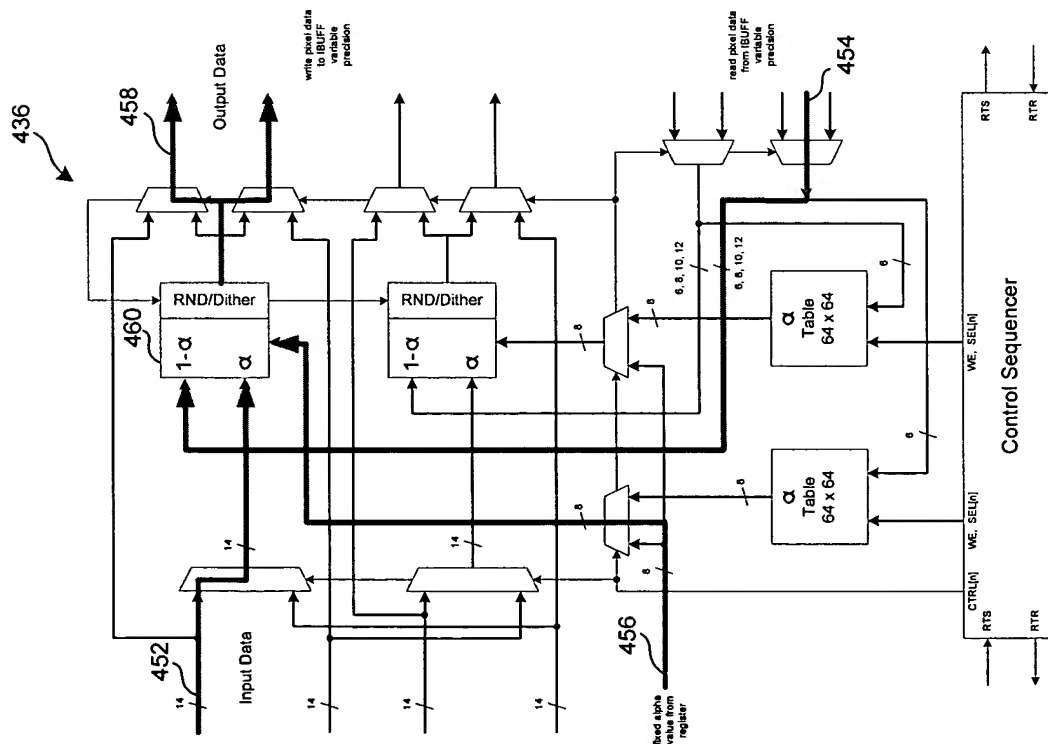 436
458
Output Data
write pixel data
to IBUFF
variable
precision
read pixel data
from IBUFF
variable
precision
454
460
RND/Dither
1-α
α
RND/Dither
1-α
α
6, 8, 10, 12
6, 8, 10, 12
8
8
6
α
Table
64 x 64
14
14
8
8
8
6
α
Table
64 x 64
452
14
Input Data
14
14
14
456
fixed alpha
value from
register
RTS
RTR
CTRL[n]
WE, SEL[n]
WE, SEL[n]
Control Sequencer
RTS
RTR